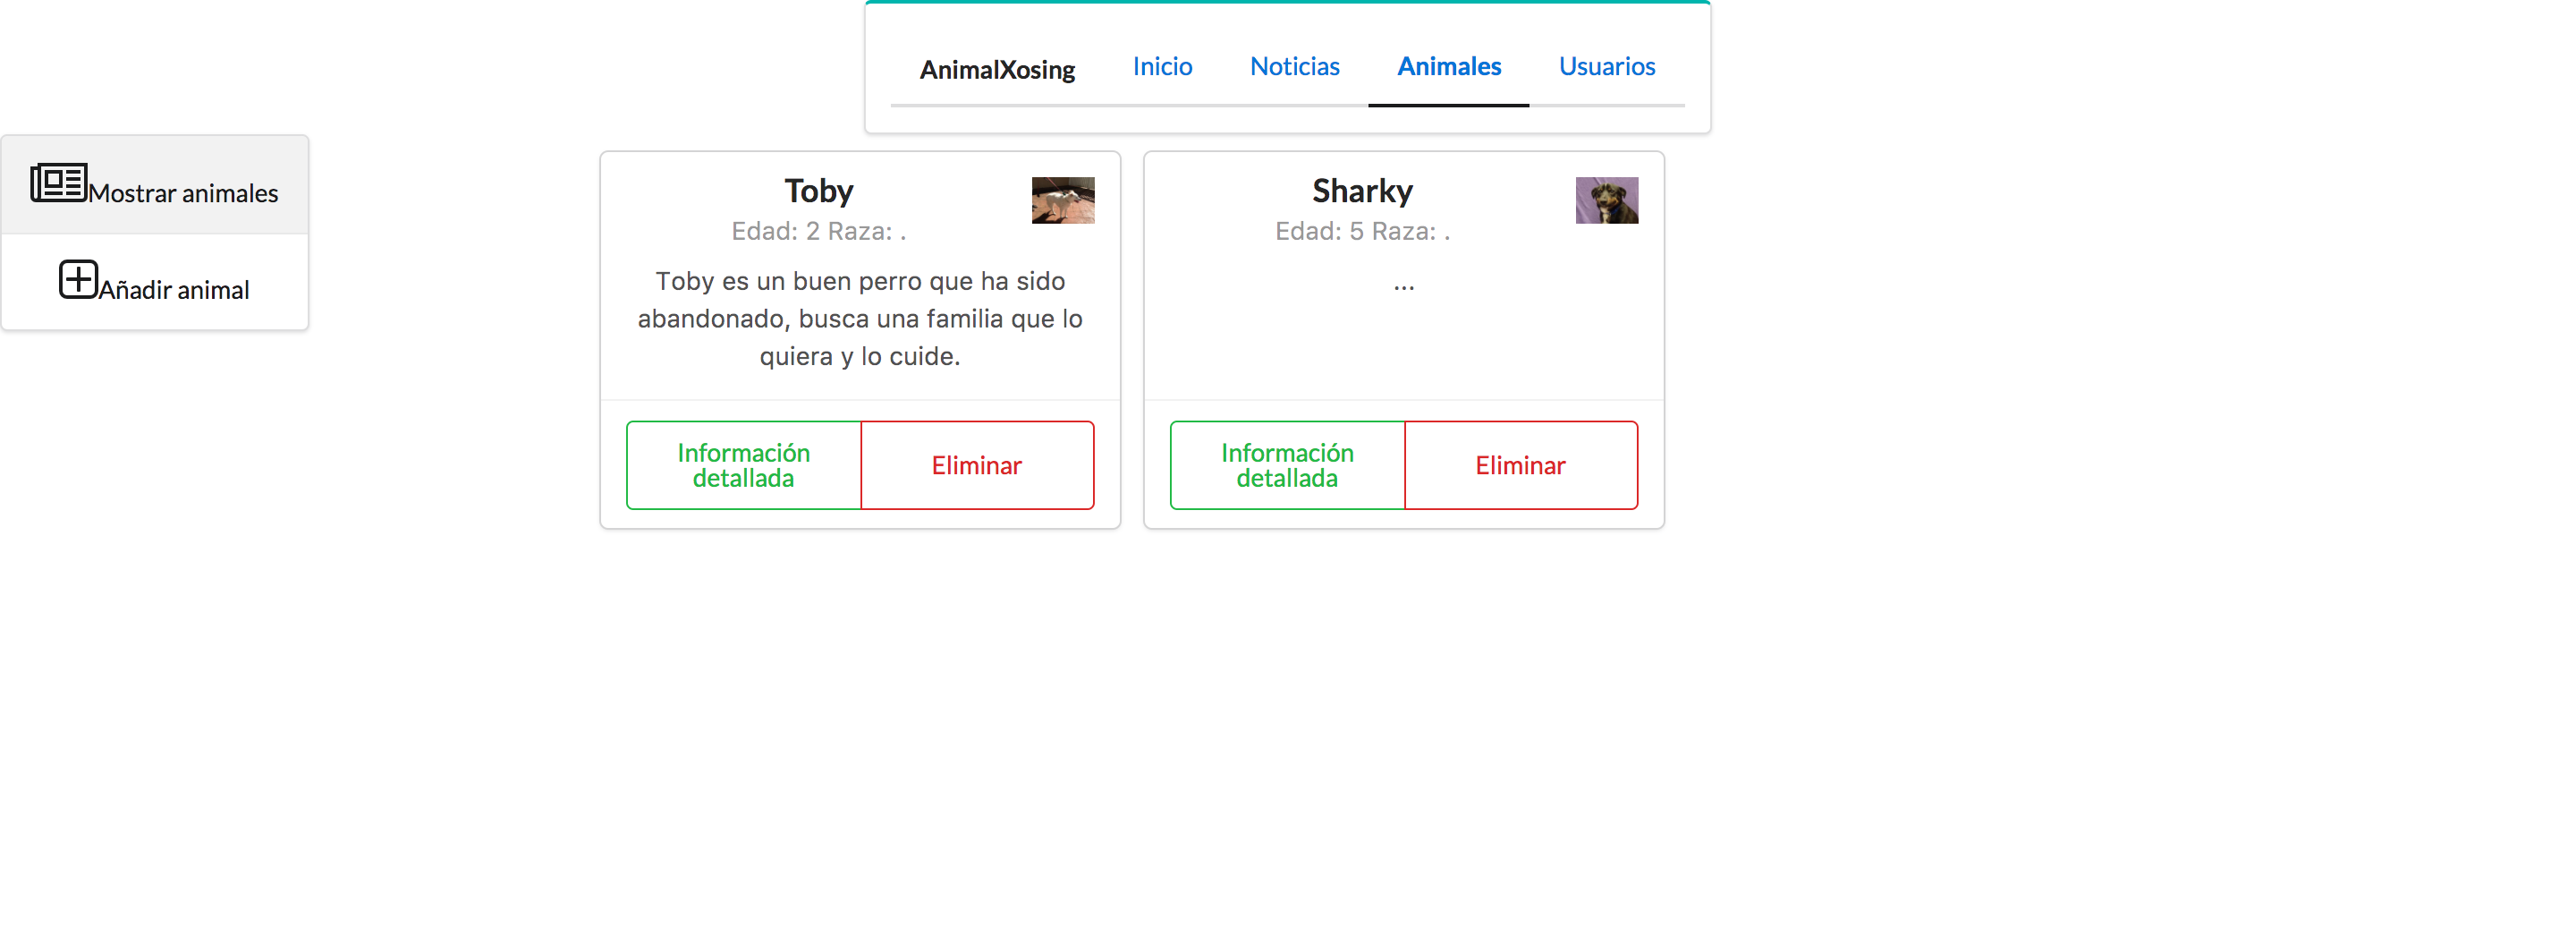 AnimalXosing Inicio Noticias Animales Usuarios
Mostrar animales
Añadir animal
Toby
Edad: 2 Raza: .
Toby es un buen perro que ha sido
abandonado, busca una familia que lo
quiera y lo cuide.
Información
detallada
Eliminar
Sharky
Edad: 5 Raza: .
...
Información
detallada
Eliminar